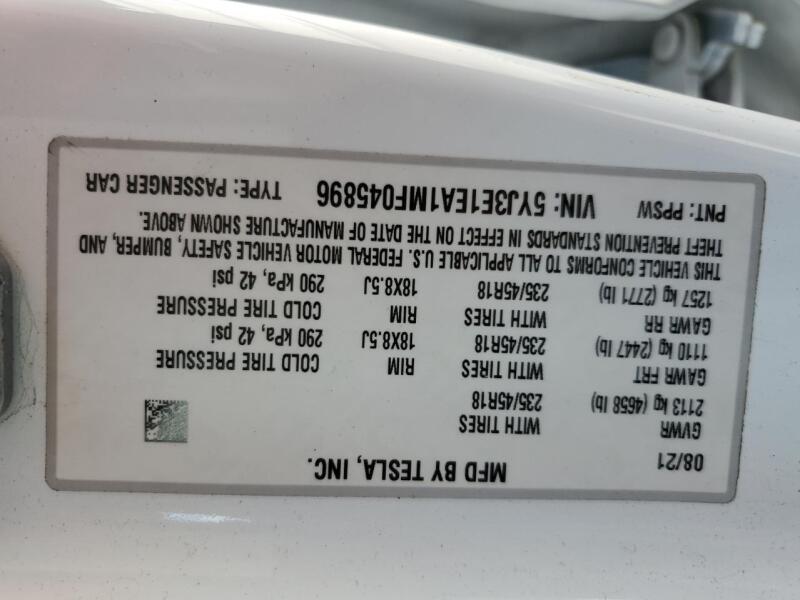 MFD BY TESLA, INC.
08/21
GVWR
2113 kg (4658 lb) WITH TIRES 235/45R18
GAWR FRT WITH TIRES RIM COLD TIRE PRESSURE
1110 kg (2447 lb) 235/45R18 18X8.5J 290 kPa, 42 psi
GAWR RR WITH TIRES RIM COLD TIRE PRESSURE
1257 kg (2771 lb) 235/45R18 18X8.5J 290 kPa, 42 psi
THIS VEHICLE CONFORMS TO ALL APPLICABLE U.S. FEDERAL MOTOR VEHICLE SAFETY, BUMPER, AND
THEFT PREVENTION STANDARDS IN EFFECT ON THE DATE OF MANUFACTURE SHOWN ABOVE.
PNT: PPSW VIN: 5YJ3E1EA1MF045896 TYPE: PASSENGER CAR